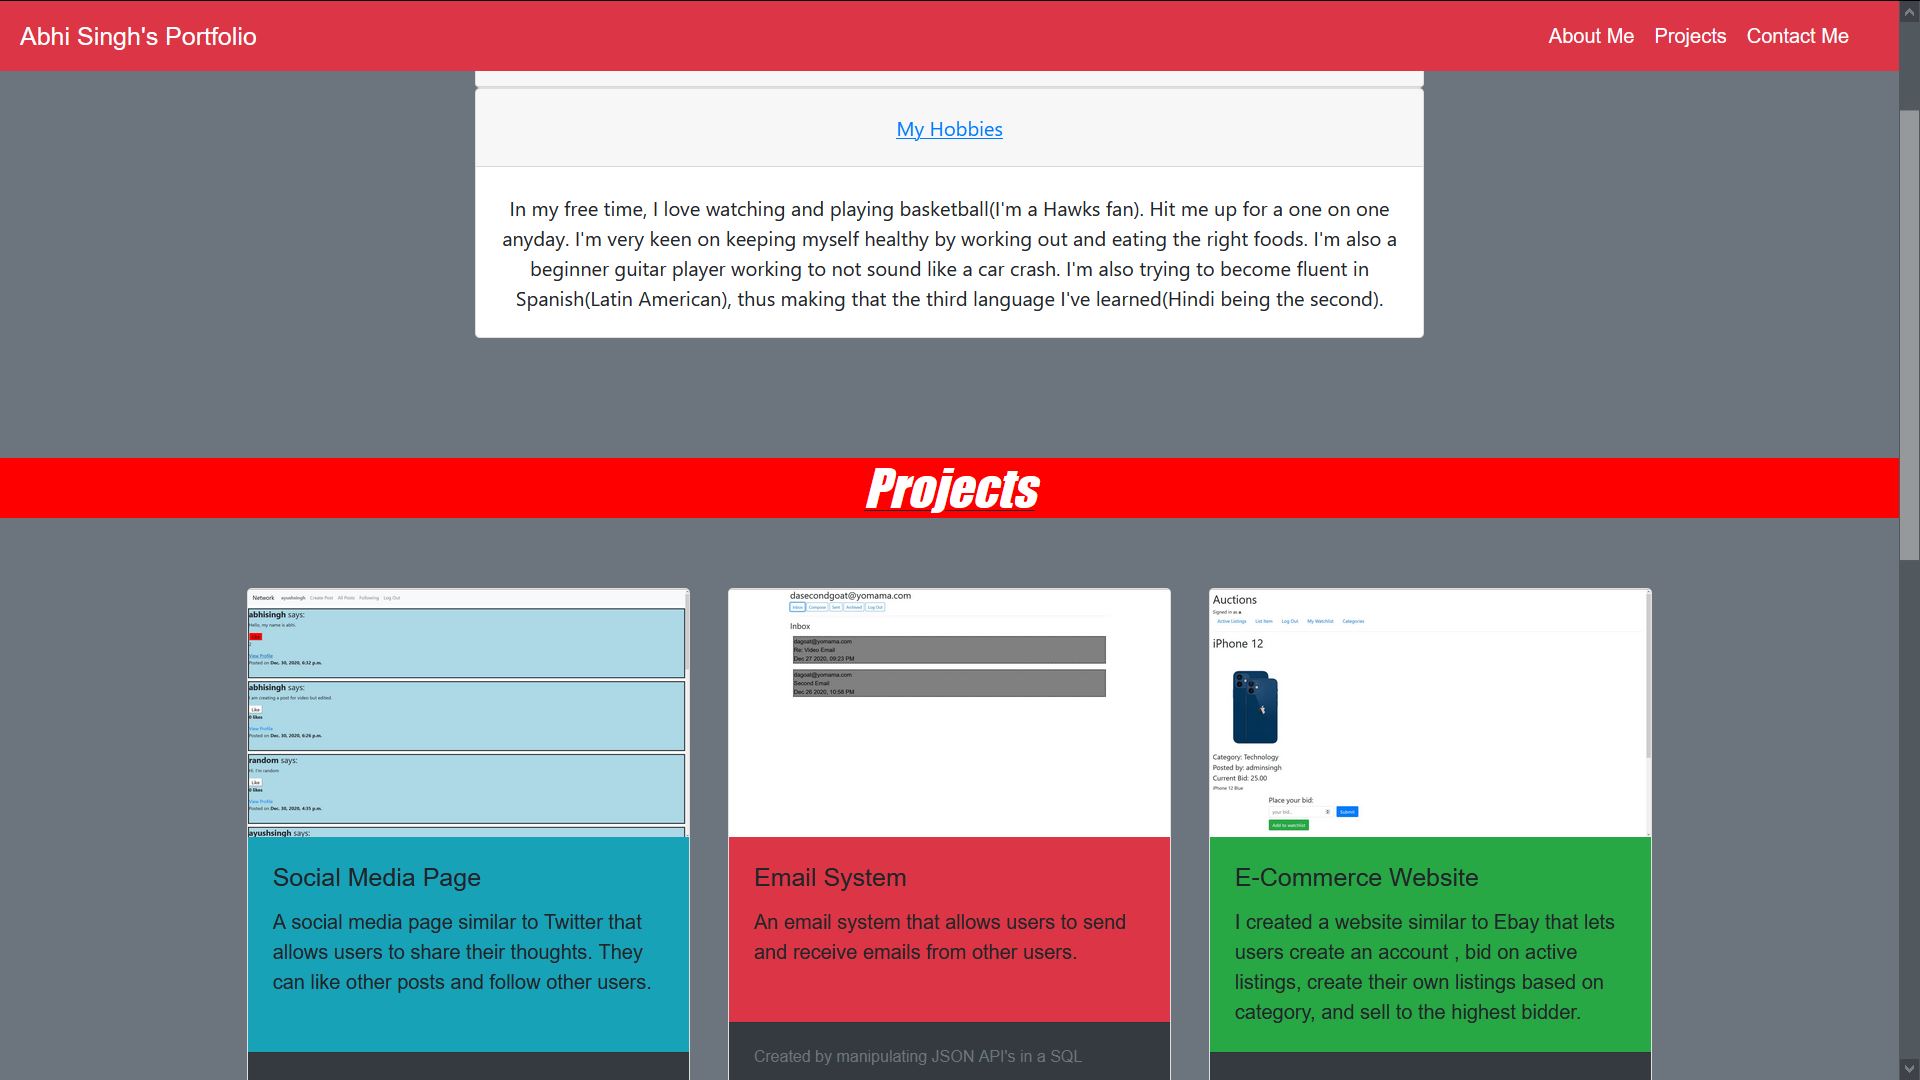 Abhi Singh's Portfolio
About Me Projects Contact Me
My Hobbies
In my free time, I love watching and playing basketball(I'm a Hawks fan). Hit me up for a one on one
anyday. I'm very keen on keeping myself healthy by working out and eating the right foods. I'm also a
beginner guitar player working to not sound like a car crash. I'm also trying to become fluent in
Spanish(Latin American), thus making that the third language I've learned(Hindi being the second).
Projects
Network ayushsingh Create Post All Posts Following Log Out
abhisingh says:
Hello, my name is abhi.
View Profile
Posted on Dec. 30, 2020, 6:32 p.m.
abhisingh says:
I am creating a post for video but edited.
Like
0 likes
View Profile
Posted on Dec. 30, 2020, 6:26 p.m.
random says:
Hi, I'm random
Like
0 likes
View Profile
Posted on Dec. 30, 2020, 4:35 p.m.
ayushsingh says:
Social Media Page
A social media page similar to Twitter that
allows users to share their thoughts. They
can like other posts and follow other users.
dasecondgoat@yomama.com
Inbox Compose Sent Archived Log Out
Inbox
dagoat@yomama.com
Re: Video Email
Dec 27 2020, 09:23 PM
dagoat@yomama.com
Second Email
Dec 26 2020, 10:58 PM
Email System
An email system that allows users to send
and receive emails from other users.
Created by manipulating JSON API's in a SQL
Auctions
Signed in as a
Active Listings List Item Log Out My Watchlist Categories
iPhone 12
Category: Technology
Posted by: adminsingh
Current Bid: 25.00
iPhone 12 Blue
Place your bid:
your bid...
Submit
Add to watchlist
E-Commerce Website
I created a website similar to Ebay that lets
users create an account , bid on active
listings, create their own listings based on
category, and sell to the highest bidder.